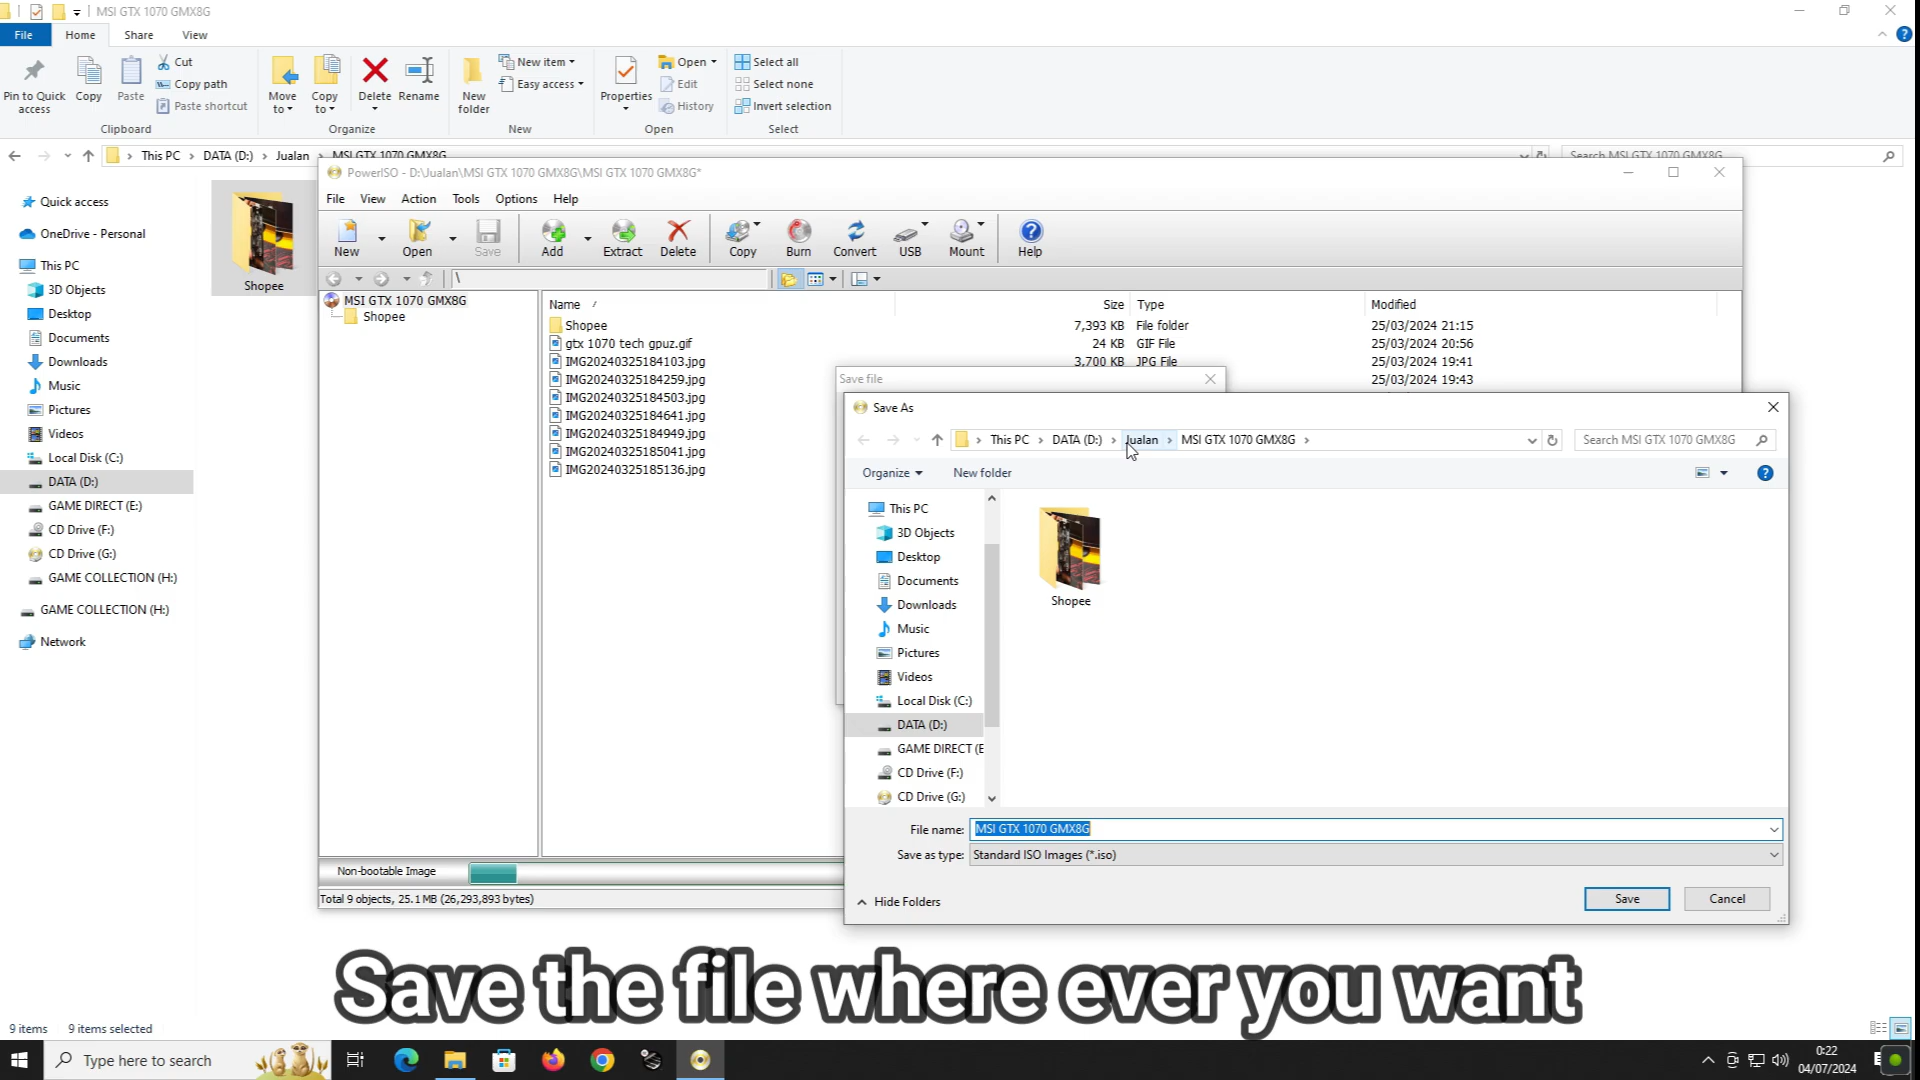 MSI GTX 1070 GMX8G
File
Home
Share
View
Pin to Quick access
Copy
Paste
Cut
Copy path
Paste shortcut
Clipboard
Move to
Copy to
Delete
Rename
Organize
New folder
New item
Easy access
New
Properties
Open
Edit
History
Open
Select all
Select none
Invert selection
Select
This PC
DATA (D:)
Jualan
MSI GTX 1070 GMX8G
Search MSI GTX 1070 GMX8G
Quick access
OneDrive - Personal
This PC
3D Objects
Desktop
Documents
Downloads
Music
Pictures
Videos
Local Disk (C:)
DATA (D:)
GAME DIRECT (E:)
CD Drive (F:)
CD Drive (G:)
GAME COLLECTION (H:)
GAME COLLECTION (H:)
Network
Shopee
PowerISO - D:\Jualan\MSI GTX 1070 GMX8G\MSI GTX 1070 GMX8G*
File View Action Tools Options Help
New Open Save Add Extract Delete Copy Burn Convert USB Mount Help
\
MSI GTX 1070 GMX8G
Shopee
Name / Size Type Modified
Shopee 7,393 KB File folder 25/03/2024 21:15
gtx 1070 tech gpuz.gif 24 KB GIF File 25/03/2024 20:56
IMG20240325184103.jpg 3,700 KB JPG File 25/03/2024 19:41
IMG20240325184259.jpg 25/03/2024 19:43
IMG20240325184503.jpg
IMG20240325184641.jpg
IMG20240325184949.jpg
IMG20240325185041.jpg
IMG20240325185136.jpg
Non-bootable Image
Total 9 objects, 25.1 MB (26,293,893 bytes)
Save file
Save As
This PC
DATA (D:)
Jualan
MSI GTX 1070 GMX8G
Search MSI GTX 1070 GMX8G
Organize
New folder
This PC
3D Objects
Desktop
Documents
Downloads
Music
Pictures
Videos
Local Disk (C:)
DATA (D:)
GAME DIRECT (E
CD Drive (F:)
CD Drive (G:)
Shopee
File name: MSI GTX 1070 GMX8G
Save as type: Standard ISO Images (*.iso)
Hide Folders
Save
Cancel
Save the file where ever you want
9 items
9 items selected
Type here to search
0:22
04/07/2024